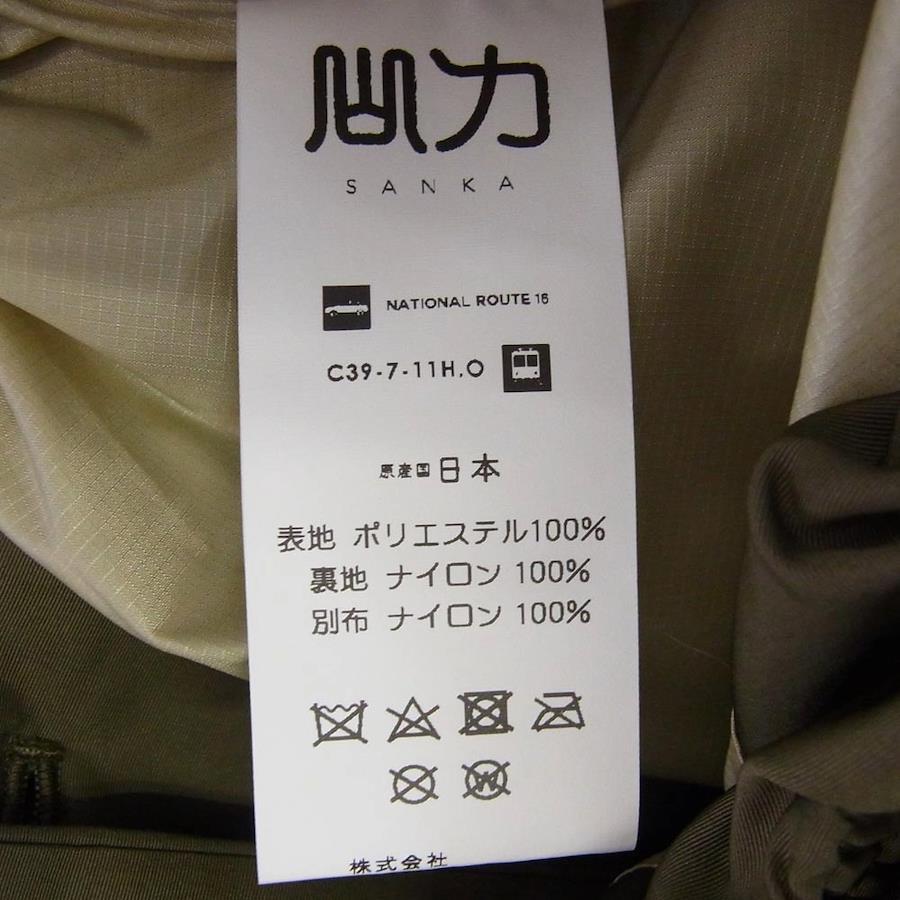 山力
SANKA
NATIONAL ROUTE 16
C39-7-11H,O
原産国 日本
表地 ポリエステル100%
裏地 ナイロン 100%
別布 ナイロン 100%
W
株式会社